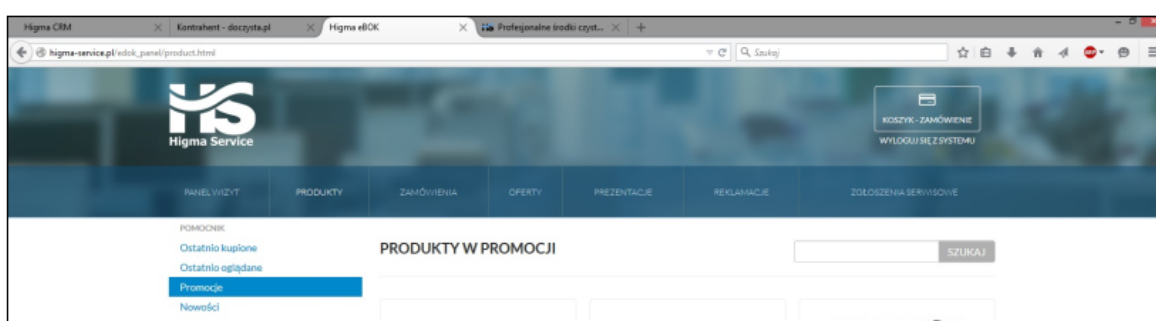 Higma CRM
Kontrahent - doczysta.pl
Higma eBOK
Profesjonalne środki czyst...
higma-service.pl/edok_panel/product.html
Szukaj
ABP
HS
Higma Service
KOSZYK - ZAMÓWIENIE
WYLOGUJ SIĘ Z SYSTEMU
PANEL WIZYT
PRODUKTY
ZAMÓWIENIA
OFERTY
PREZENTACJE
REKLAMACJE
ZGŁOSZENIA SERWISOWE
POMOCNIK
Ostatnio kupione
Ostatnio oglądane
Promocje
Nowości
PRODUKTY W PROMOCJI
SZUKAJ